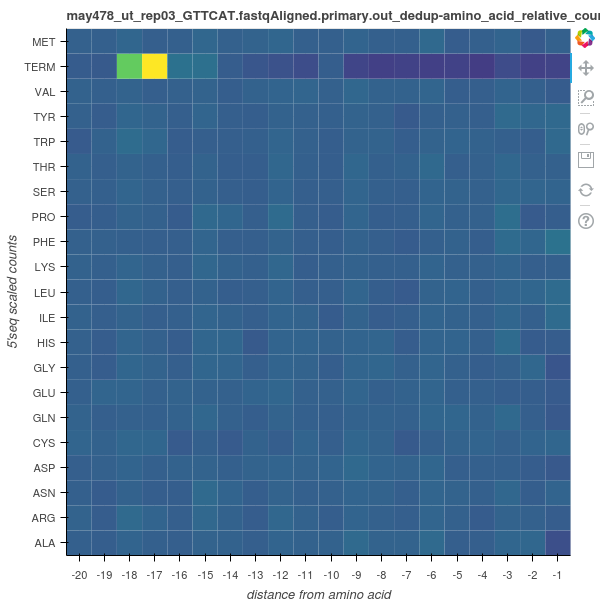 may478_ut_rep03_GTTCAT.fastqAligned.primary.out_dedup-amino_acid_relative_cou
MET
TERM
VAL
TYR
TRP
THR
SER
PRO
PHE
LYS
LEU
ILE
HIS
GLY
GLU
GLN
CYS
ASP
ASN
ARG
ALA
5'seq scaled counts
-20 -19 -18 -17 -16 -15 -14 -13 -12 -11 -10 -9 -8 -7 -6 -5 -4 -3 -2 -1
distance from amino acid